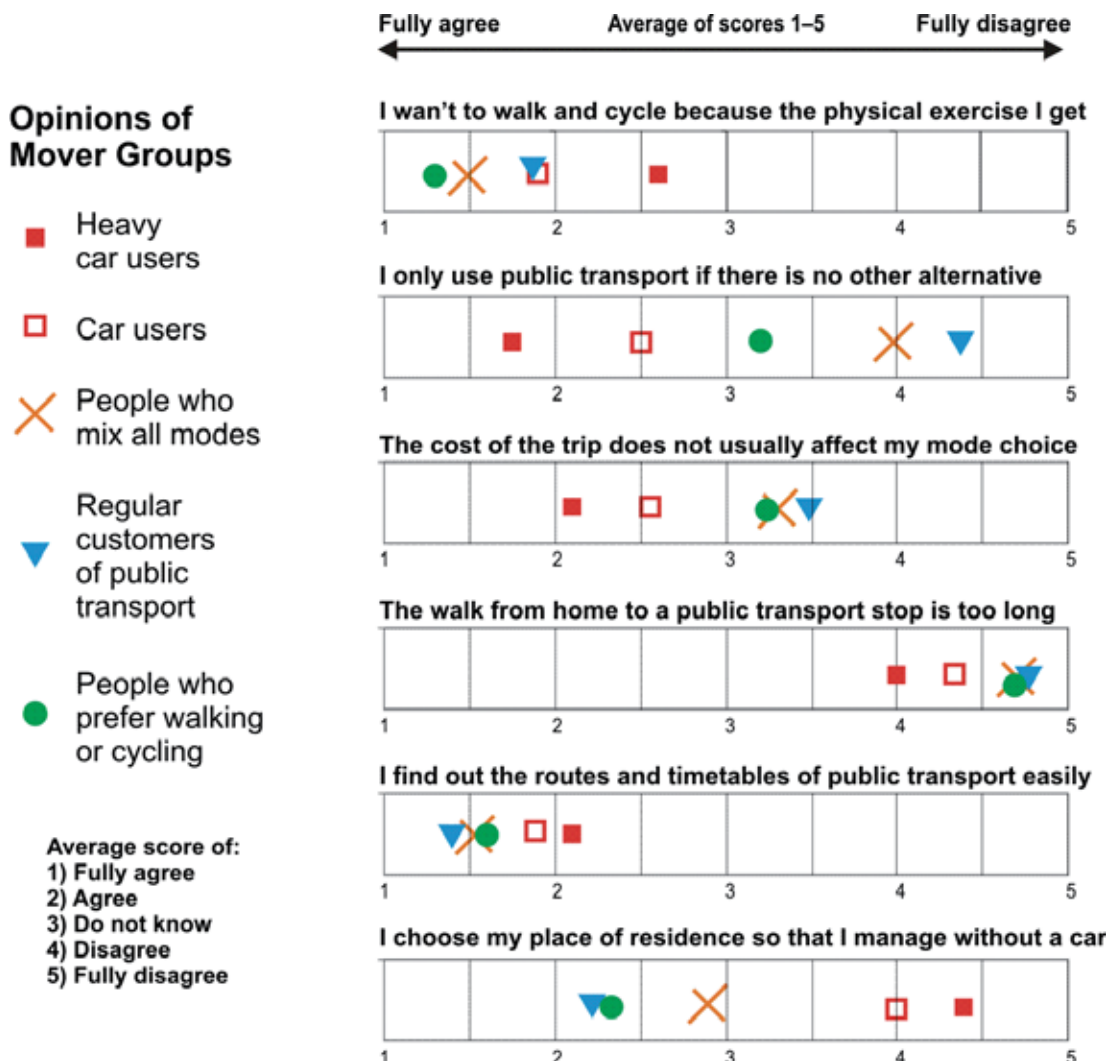 Fully agree Average of scores 1–5 Fully disagree
Opinions of
Mover Groups
Heavy
car users
Car users
People who
mix all modes
Regular
customers
of public
transport
People who
prefer walking
or cycling
Average score of:
1) Fully agree
2) Agree
3) Do not know
4) Disagree
5) Fully disagree
I wan't to walk and cycle because the physical exercise I get
1 2 3 4 5
I only use public transport if there is no other alternative
1 2 3 4 5
The cost of the trip does not usually affect my mode choice
1 2 3 4 5
The walk from home to a public transport stop is too long
1 2 3 4 5
I find out the routes and timetables of public transport easily
1 2 3 4 5
I choose my place of residence so that I manage without a car
1 2 3 4 5